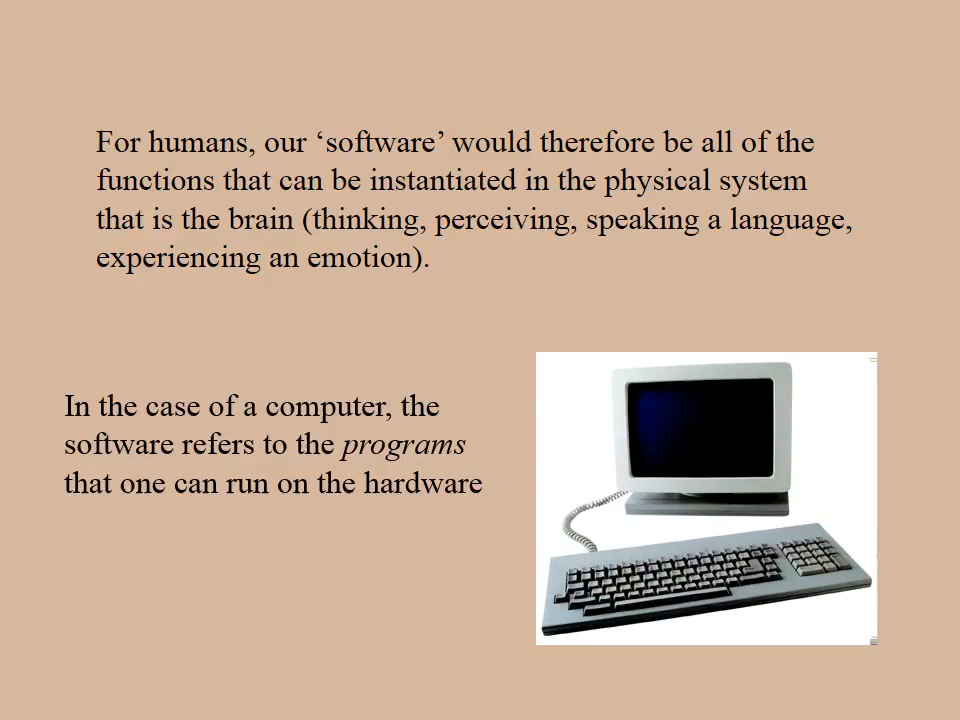 For humans, our ‘software’ would therefore be all of the
functions that can be instantiated in the physical system
that is the brain (thinking, perceiving, speaking a language,
experiencing an emotion).
In the case of a computer, the
software refers to the programs
that one can run on the hardware